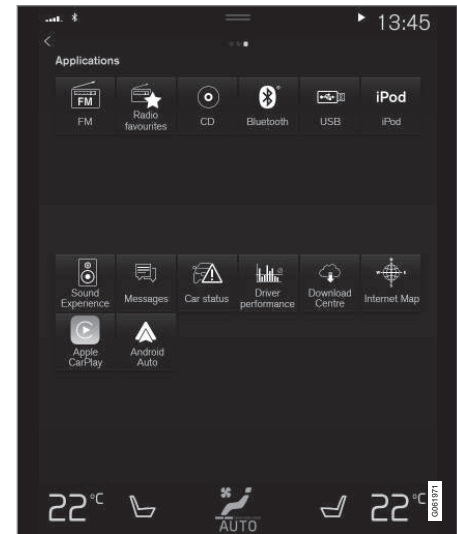 13:45
Applications
FM
FM
Radio
favourites
CD
Bluetooth
USB
iPod
iPod
Sound
Experience
Messages
Car status
Driver
performance
Download
Centre
Internet Map
Apple
CarPlay
Android
Auto
22°C
AUTO
22°C
G061971